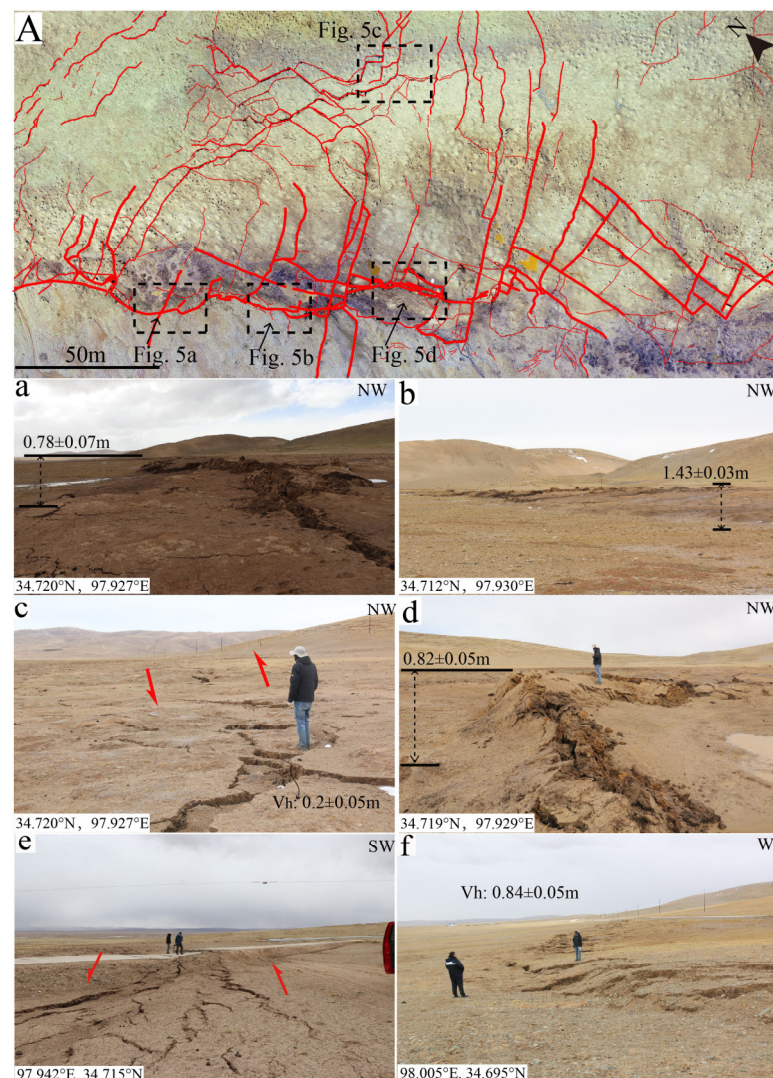 A
N
Fig. 5c
Fig. 5a
Fig. 5b
Fig. 5d
50m
a
NW
0.78±0.07m
34.720°N, 97.927°E
b
NW
1.43±0.03m
34.712°N, 97.930°E
c
NW
Vh: 0.2±0.05m
34.720°N, 97.927°E
d
NW
0.82±0.05m
34.719°N, 97.929°E
e
SW
97.942°E, 34.715°N
f
W
Vh: 0.84±0.05m
98.005°E, 34.695°N